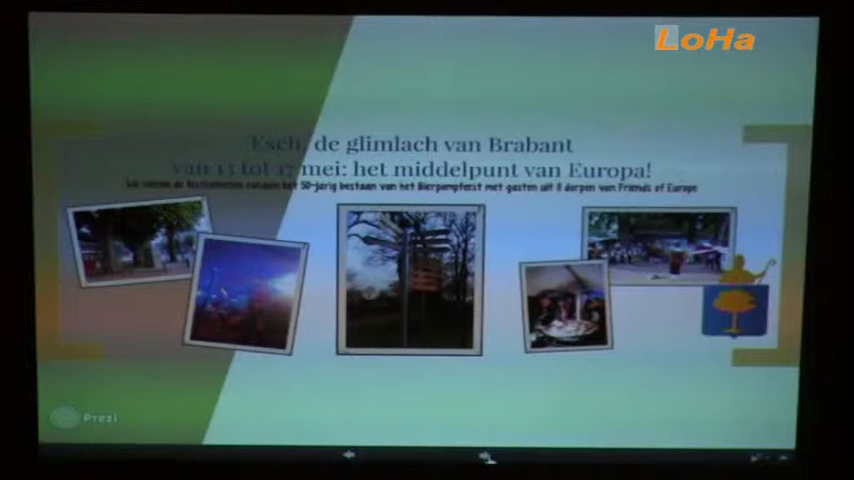 LoHa
Esch, de glimlach van Brabant
van 13 tot 17 mei: het middelpunt van Europa!
We vieren de festiviteiten rondom het 50-jarig bestaan van het Bierpompfeest met gasten uit 8 dorpen van Friends of Europe
Prezi